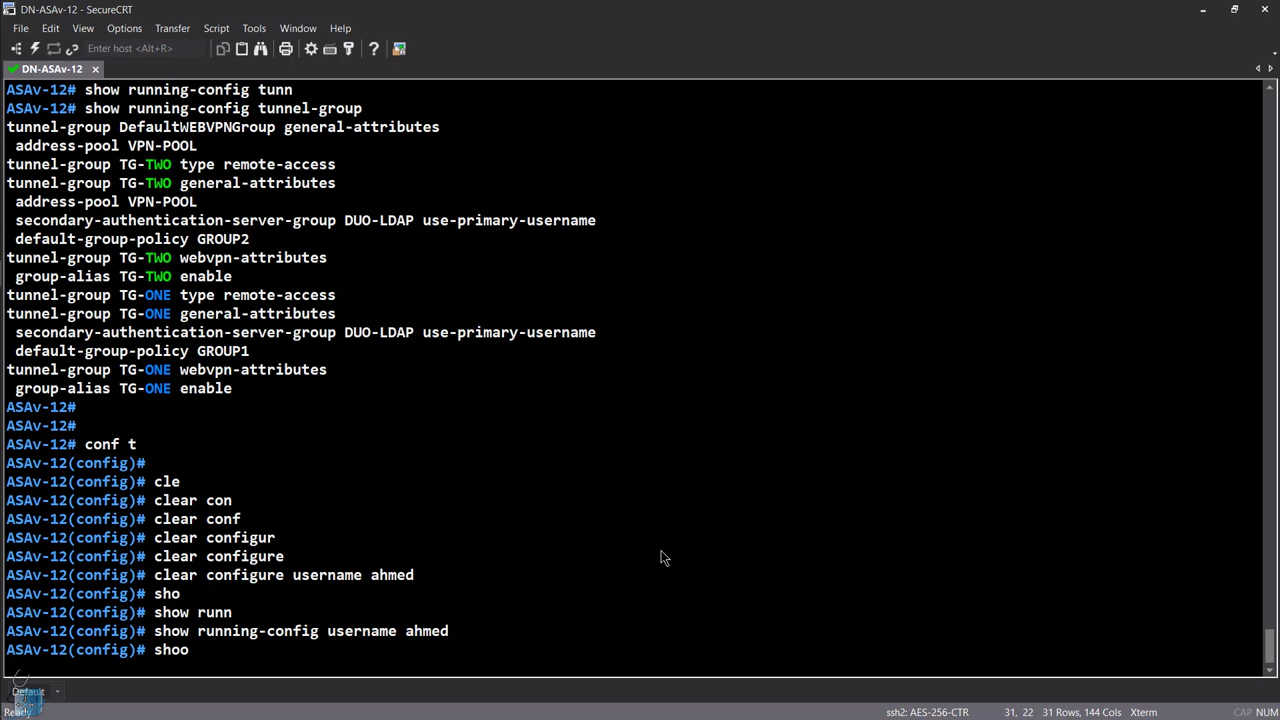 DN-ASAv-12 - SecureCRT
File Edit View Options Transfer Script Tools Window Help
Enter host <Alt+R>
DN-ASAv-12
ASAv-12# show running-config tunn
ASAv-12# show running-config tunnel-group
tunnel-group DefaultWEBVPNGroup general-attributes
address-pool VPN-POOL
tunnel-group TG-TWO type remote-access
tunnel-group TG-TWO general-attributes
address-pool VPN-POOL
secondary-authentication-server-group DUO-LDAP use-primary-username
default-group-policy GROUP2
tunnel-group TG-TWO webvpn-attributes
group-alias TG-TWO enable
tunnel-group TG-ONE type remote-access
tunnel-group TG-ONE general-attributes
secondary-authentication-server-group DUO-LDAP use-primary-username
default-group-policy GROUP1
tunnel-group TG-ONE webvpn-attributes
group-alias TG-ONE enable
ASAv-12#
ASAv-12#
ASAv-12# conf t
ASAv-12(config)#
ASAv-12(config)# cle
ASAv-12(config)# clear con
ASAv-12(config)# clear conf
ASAv-12(config)# clear configur
ASAv-12(config)# clear configure
ASAv-12(config)# clear configure username ahmed
ASAv-12(config)# sho
ASAv-12(config)# show runn
ASAv-12(config)# show running-config username ahmed
ASAv-12(config)# shoo
Default
Ready ssh2: AES-256-CTR 31, 22 31 Rows, 144 Cols Xterm CAP NUM